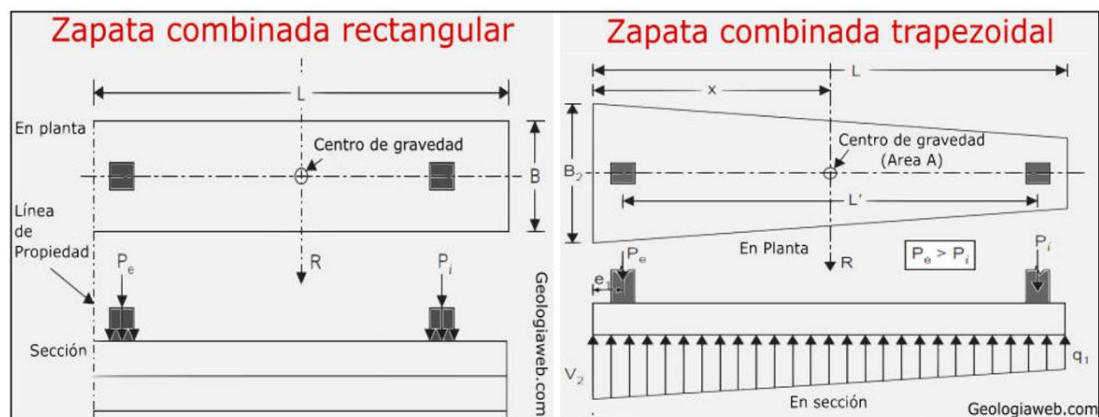 Zapata combinada rectangular
L
En planta
Centro de gravedad
B
Línea
de
Propiedad
Pe
R
Pi
Sección
Geologiaweb.com
Zapata combinada trapezoidal
L
x
Centro de gravedad
(Area A)
B2
L'
En Planta
Pe
R
Pe > Pi
Pi
e1
V2
q1
En sección
Geologiaweb.com